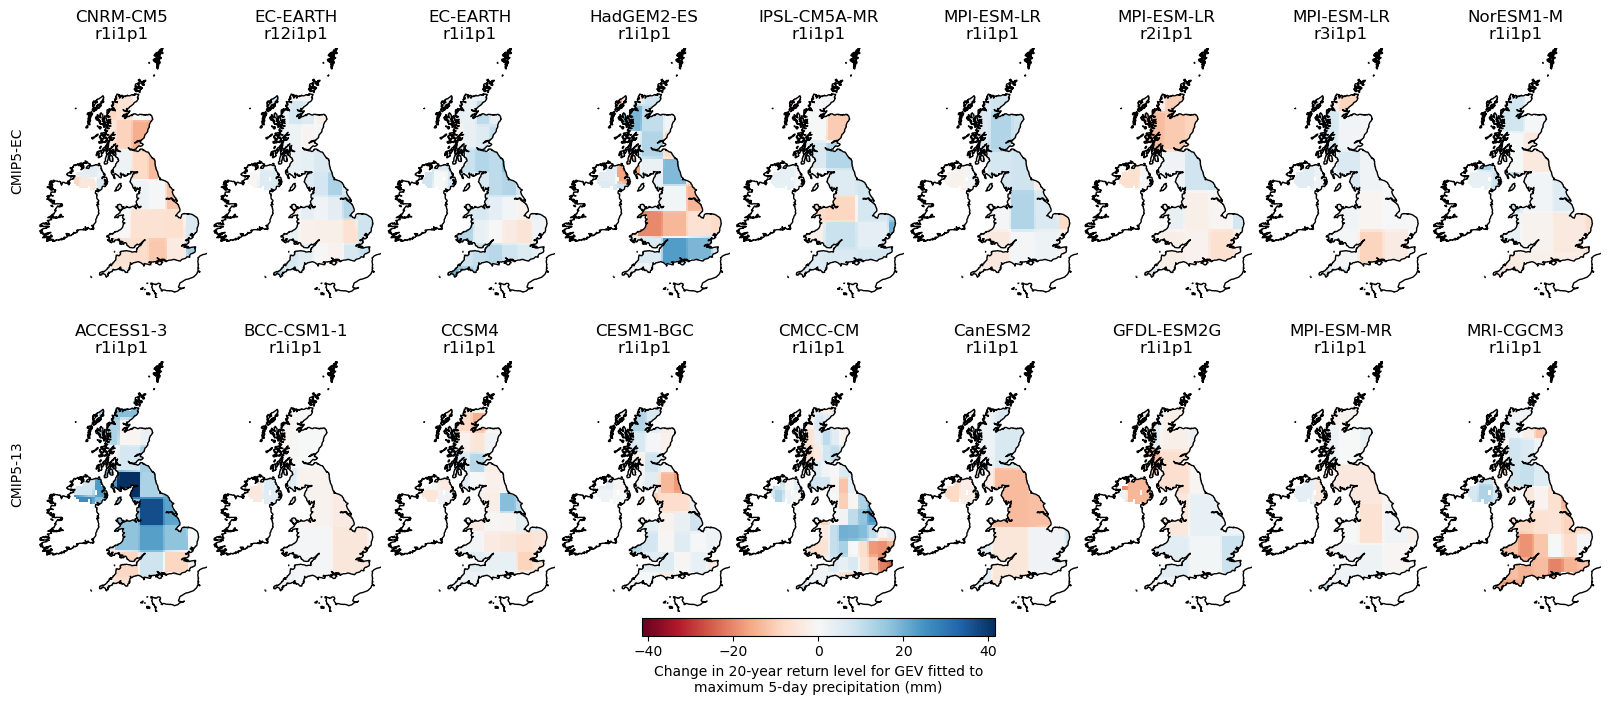 CNRM-CM5
r1i1p1
EC-EARTH
r12i1p1
EC-EARTH
r1i1p1
HadGEM2-ES
r1i1p1
IPSL-CM5A-MR
r1i1p1
MPI-ESM-LR
r1i1p1
MPI-ESM-LR
r2i1p1
MPI-ESM-LR
r3i1p1
NorESM1-M
r1i1p1
CMIP5-EC
ACCESS1-3
r1i1p1
BCC-CSM1-1
r1i1p1
CCSM4
r1i1p1
CESM1-BGC
r1i1p1
CMCC-CM
r1i1p1
CanESM2
r1i1p1
GFDL-ESM2G
r1i1p1
MPI-ESM-MR
r1i1p1
MRI-CGCM3
r1i1p1
CMIP5-13
−40 −20 0 20 40
Change in 20-year return level for GEV fitted to
maximum 5-day precipitation (mm)